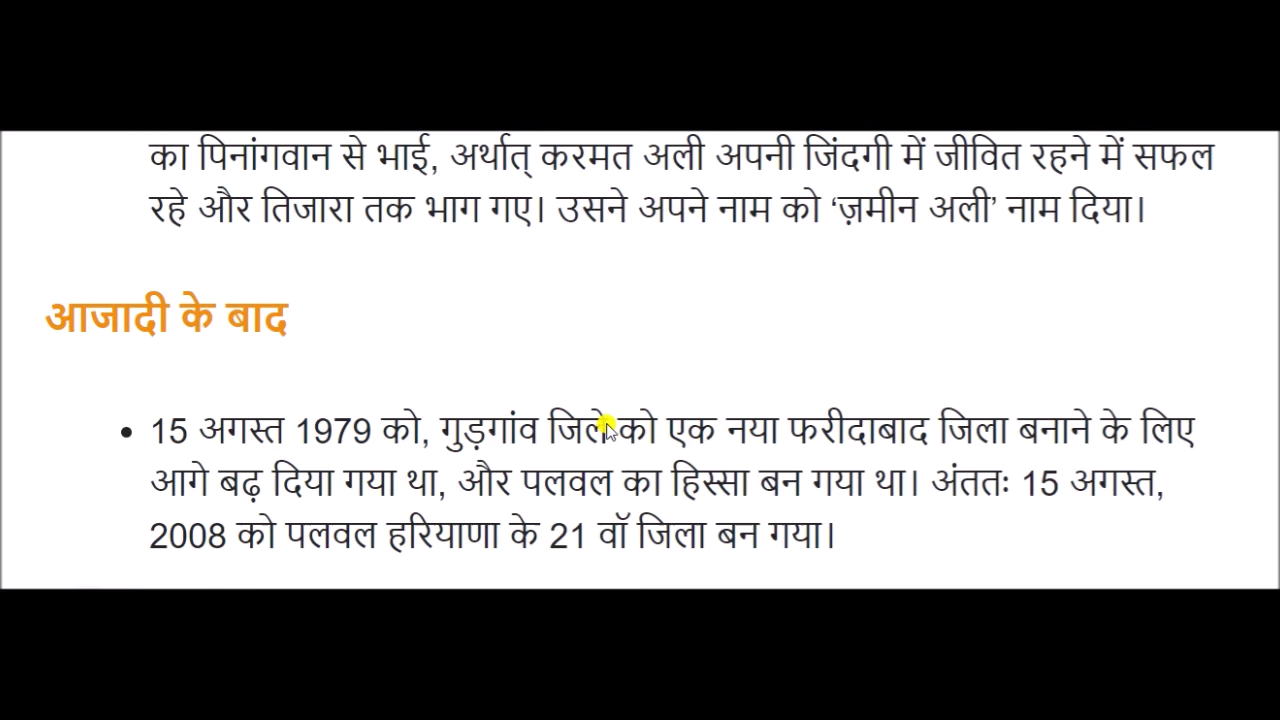 का पिनांगवान से भाई, अर्थात् करमत अली अपनी जिंदगी में जीवित रहने में सफल
रहे और तिजारा तक भाग गए। उसने अपने नाम को ‘ज़मीन अली’ नाम दिया।
आजादी के बाद
• 15 अगस्त 1979 को, गुड़गांव जिले को एक नया फरीदाबाद जिला बनाने के लिए
आगे बढ़ दिया गया था, और पलवल का हिस्सा बन गया था। अंततः 15 अगस्त,
2008 को पलवल हरियाणा के 21 वॉ जिला बन गया।